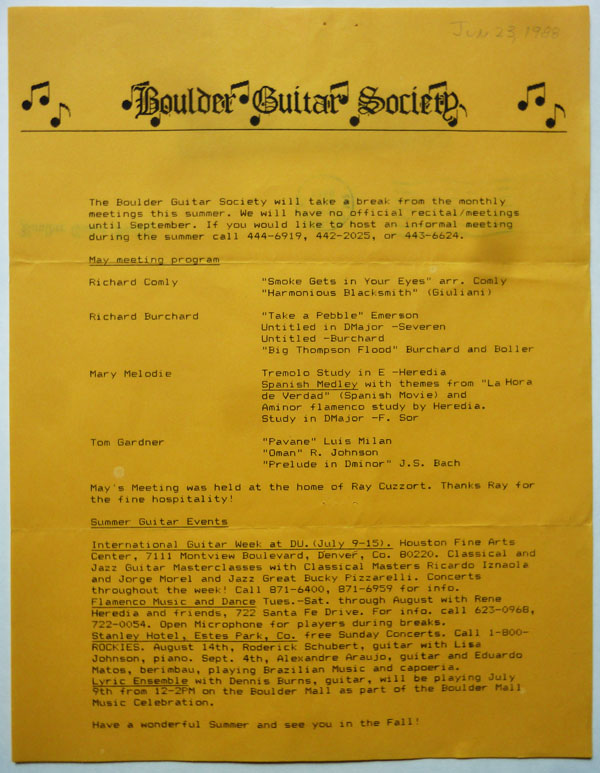 Jun 23, 1988
Boulder Guitar Society
The Boulder Guitar Society will take a break from the monthly
meetings this summer. We will have no official recital/meetings
until September. If you would like to host an informal meeting
during the summer call 444-6919, 442-2025, or 443-6624.
May meeting program
Richard Comly "Smoke Gets in Your Eyes" arr. Comly
"Harmonious Blacksmith" (Giuliani)
Richard Burchard "Take a Pebble" Emerson
Untitled in DMajor -Severen
Untitled -Burchard
"Big Thompson Flood" Burchard and Boller
Mary Melodie Tremolo Study in E -Heredia
Spanish Medley with themes from "La Hora
de Verdad" (Spanish Movie) and
Aminor flamenco study by Heredia.
Study in DMajor -F. Sor
Tom Gardner "Pavane" Luis Milan
"Oman" R. Johnson
"Prelude in Dminor" J.S. Bach
May's Meeting was held at the home of Ray Cuzzort. Thanks Ray for
the fine hospitality!
Summer Guitar Events
International Guitar Week at DU.(July 9-15). Houston Fine Arts
Center, 7111 Montview Boulevard, Denver, Co. 80220. Classical and
Jazz Guitar Masterclasses with Classical Masters Ricardo Iznaola
and Jorge Morel and Jazz Great Bucky Pizzarelli. Concerts
throughout the week! Call 871-6400, 871-6959 for info.
Flamenco Music and Dance Tues.-Sat. through August with Rene
Heredia and friends, 722 Santa Fe Drive. For info. call 623-0968,
722-0054. Open Microphone for players during breaks.
Stanley Hotel, Estes Park, Co. free Sunday Concerts. Call 1-800-
ROCKIES. August 14th, Roderick Schubert, guitar with Lisa
Johnson, piano. Sept. 4th, Alexandre Araujo, guitar and Eduardo
Matos, berimbau, playing Brazilian Music and capoeria.
Lyric Ensemble with Dennis Burns, guitar, will be playing July
9th from 12-2PM on the Boulder Mall as part of the Boulder Mall
Music Celebration.
Have a wonderful Summer and see you in the Fall!